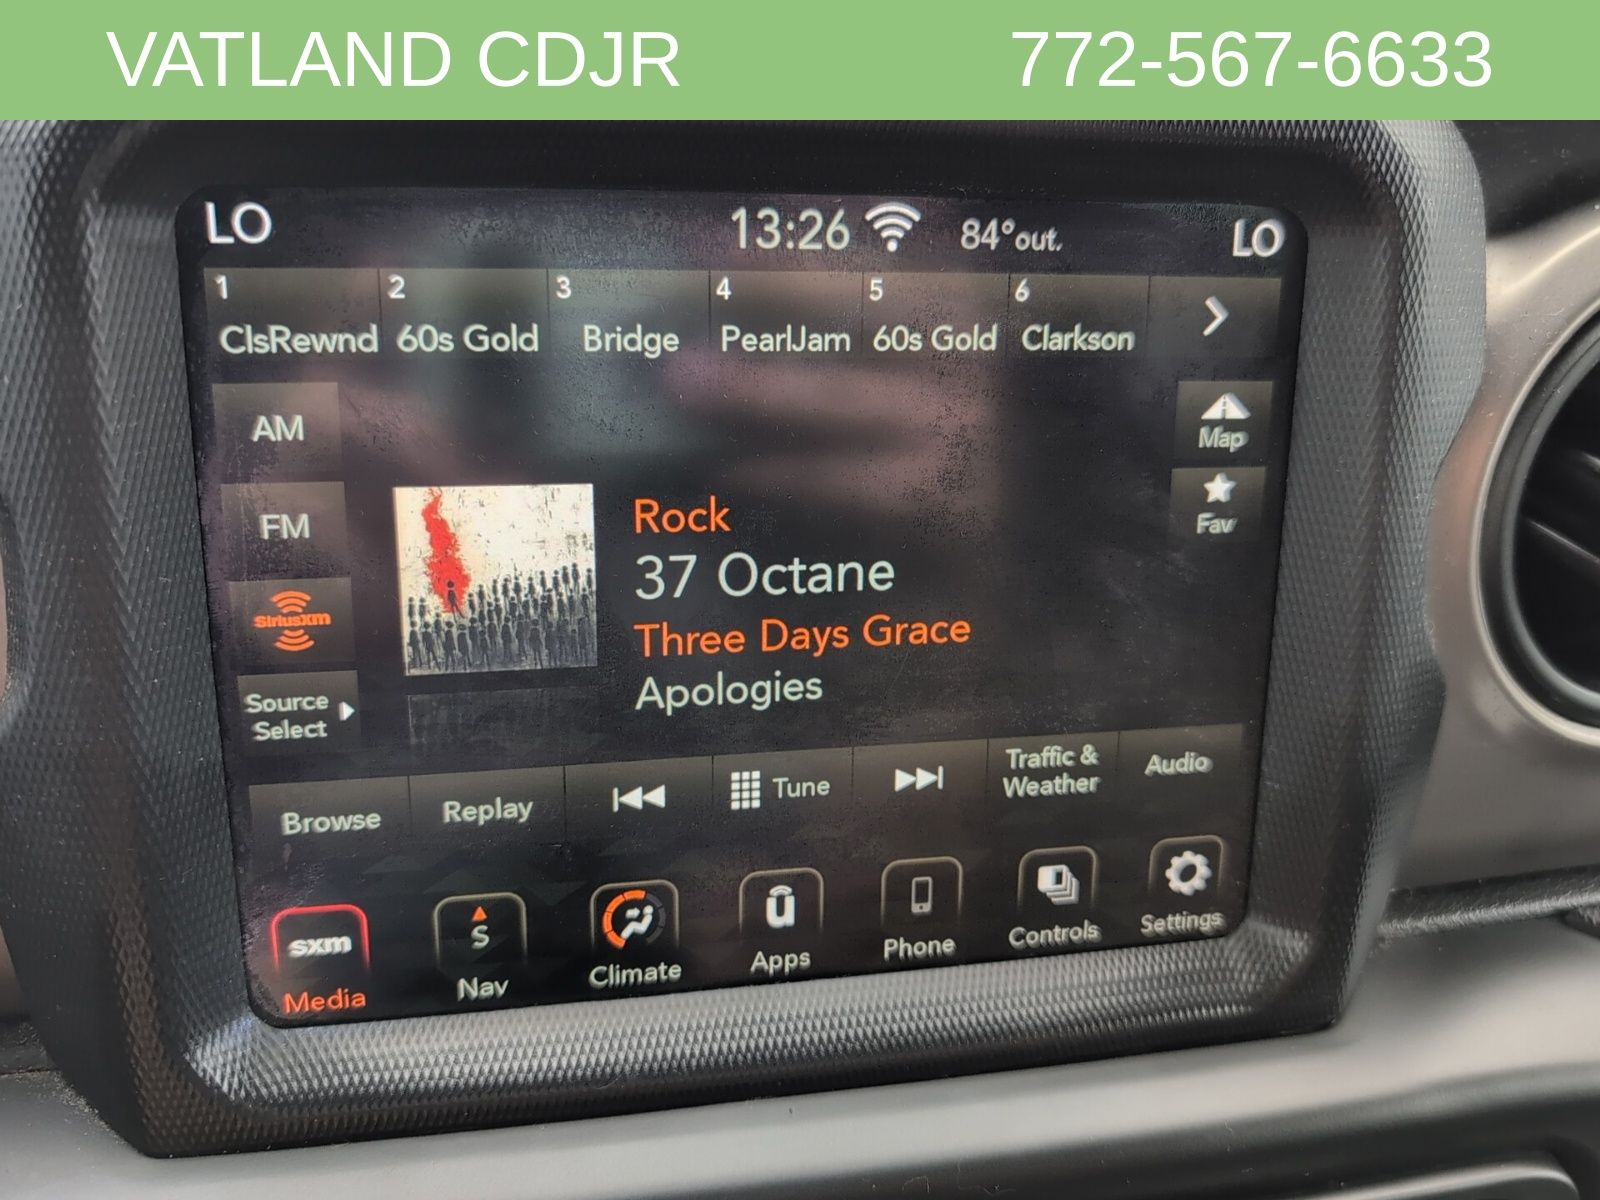 VATLAND CDJR 772-567-6633
LO 13:26 84°out. LO
1 2 3 4 5 6
ClsRewnd 60s Gold Bridge PearlJam 60s Gold Clarkson
AM
Map
FM
Fav
SiriusXM
Rock
37 Octane
Three Days Grace
Apologies
Source
Select
Browse Replay Tune Traffic &
Weather Audio
sxm S u
Media Nav Climate Apps Phone Controls Settings